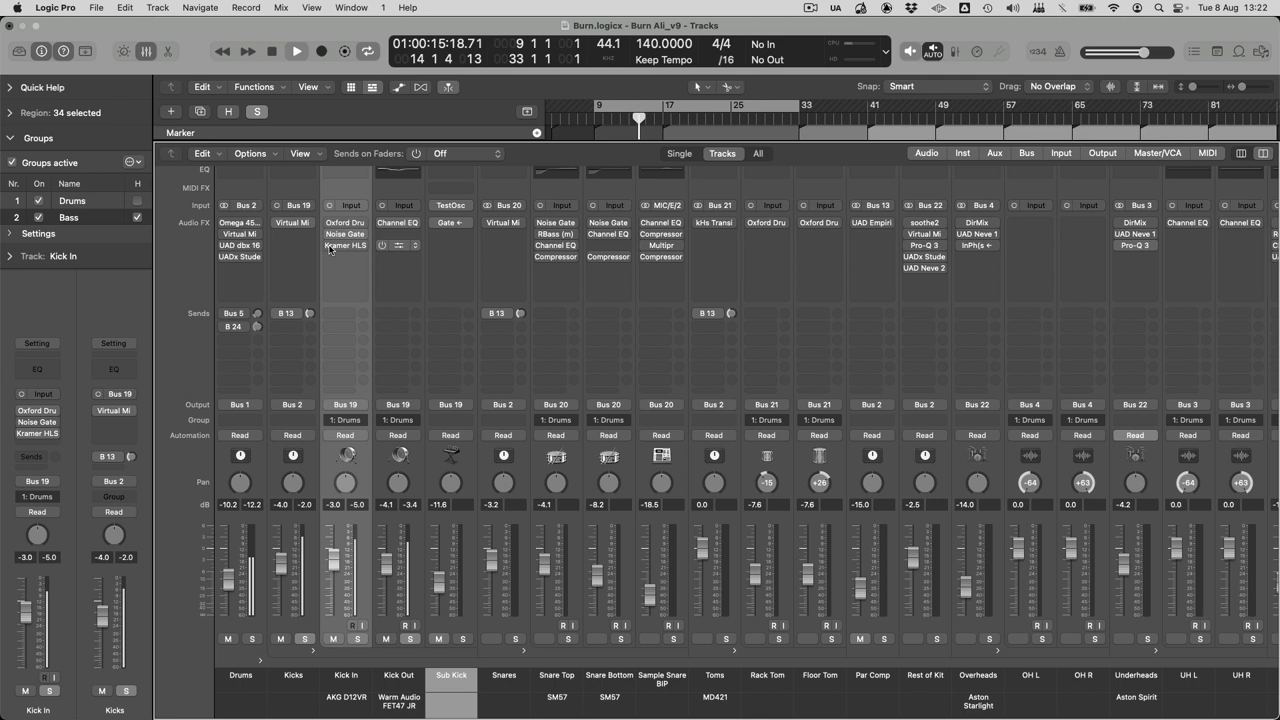 Logic Pro File Edit Track Navigate Record Mix View Window 1 Help UA Tue 8 Aug 13:22
Burn.logicx - Burn Ali_v9 - Tracks
01:00:15:18.71 9 1 1 1 44.1 140.0000 4/4 No In CPU
14 1 4 013 33 1 1 1 KHZ Keep Tempo /16 No Out HD
AUTO 1234
Quick Help Edit Functions View Snap: Smart Drag: No Overlap
Region: 34 selected H S 9 17 25 33 41 49 57 65 73 81
Groups Marker
Groups active Edit Options View Sends on Faders: Off Single Tracks All Audio Inst Aux Bus Input Output Master/VCA MIDI
Nr. On Name H
1 Drums
2 Bass
Settings
Track: Kick In
EQ
MIDI FX
Input Bus 2 Bus 19 Input Input TestOsc Bus 20 Input Input MIC/E/2 Bus 21 Input Input Bus 13 Bus 22 Bus 4 Input Input Bus 3 Input Input
Audio FX Omega 45... Virtual Mi Oxford Dru Channel EQ Gate Virtual Mi Noise Gate Noise Gate Channel EQ kHs Transi Oxford Dru Oxford Dru UAD Empiri soothe2 DirMix DirMix Channel EQ Channel EQ
Virtual Mi Noise Gate RBass (m) Channel EQ Compressor Virtual Mi UAD Neve 1 UAD Neve 1
UAD dbx 16 Kramer HLS Channel EQ Multipr Pro-Q 3 InPh(s Pro-Q 3
UADx Stude Compressor Compressor Compressor UADx Stude
UAD Neve 2
Sends Bus 5 B 13 B 13 B 13
B 24
Setting Setting
EQ EQ
Input Bus 19
Oxford Dru Virtual Mi
Noise Gate
Kramer HLS
Sends B 13
Output Bus 1 Bus 2 Bus 19 Bus 19 Bus 19 Bus 2 Bus 20 Bus 20 Bus 20 Bus 2 Bus 21 Bus 21 Bus 2 Bus 2 Bus 22 Bus 4 Bus 4 Bus 22 Bus 3 Bus 3
Group 1: Drums 1: Drums 1: Drums 1: Drums 1: Drums 1: Drums 1: Drums 1: Drums 1: Drums 1: Drums 1: Drums
Automation Read Read Read Read Read Read Read Read Read Read Read Read Read Read Read Read Read Read Read Read
Bus 19 Bus 2
1: Drums Group
Read Read
Pan -15 +26 -64 +63 -64 +63
dB -10.2 -12.2 -4.0 -2.0 -3.0 -5.0 -4.1 -3.4 -11.6 -3.2 -4.1 -8.2 -18.5 0.0 -7.6 -7.6 -15.0 -2.5 -14.0 0.0 0.0 -4.2 0.0 0.0
-3.0 -5.0 -4.0 -2.0
R I R I R I R I R I R I R I R I R I R I R I
M S M S M S M S M S S S S S S S S M S S S S S S S S
R I
M S M S
Drums Kicks Kick In Kick Out Sub Kick Snares Snare Top Snare Bottom Sample Snare BIP Toms Rack Tom Floor Tom Par Comp Rest of Kit Overheads OH L OH R Underheads UH L UH R
AKG D12VR Warm Audio FET47 JR SM57 SM57 MD421 Aston Starlight Aston Spirit
Kick In Kicks